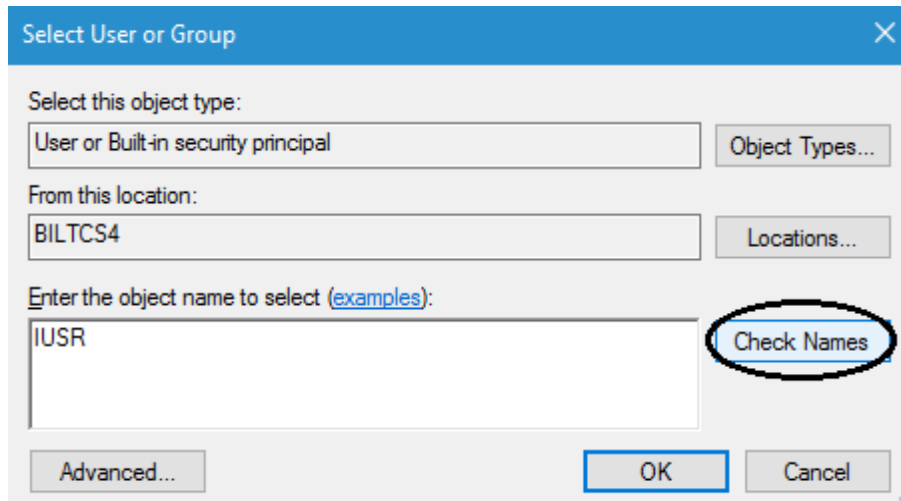 Select User or Group
Select this object type:
User or Built-in security principal
Object Types...
From this location:
BILTCS4
Locations...
Enter the object name to select (examples):
IUSR
Check Names
Advanced...
OK
Cancel